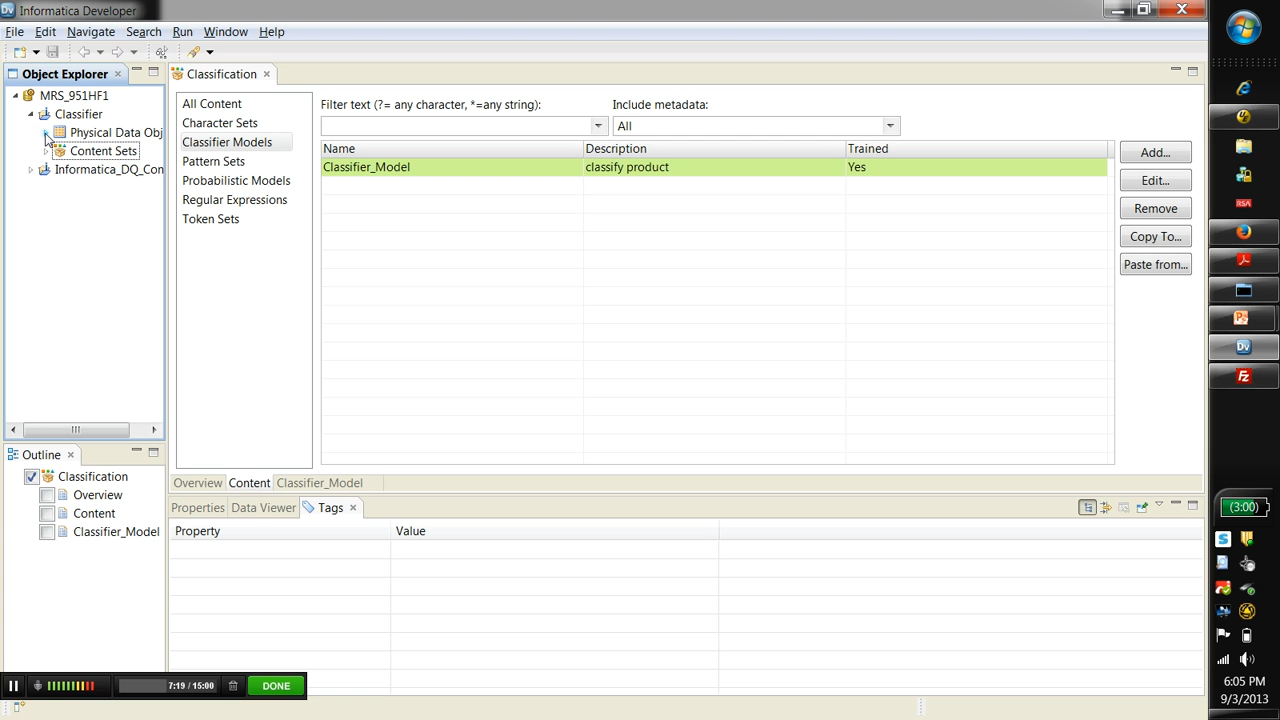 Dv Informatica Developer
File Edit Navigate Search Run Window Help
Object Explorer
MRS_951HF1
Classifier
Physical Data Obj
Content Sets
Informatica_DQ_Con
Classification
All Content
Character Sets
Classifier Models
Pattern Sets
Probabilistic Models
Regular Expressions
Token Sets
Filter text (?= any character, *=any string):
Include metadata:
All
Name Description Trained
Classifier_Model classify product Yes
Add...
Edit...
Remove
Copy To...
Paste from...
Overview Content Classifier_Model
Outline
Classification
Overview
Content
Classifier_Model
Properties Data Viewer Tags
Property Value
7:19 / 15:00 DONE
RSA
Dv
Fz
(3:00)
6:05 PM
9/3/2013